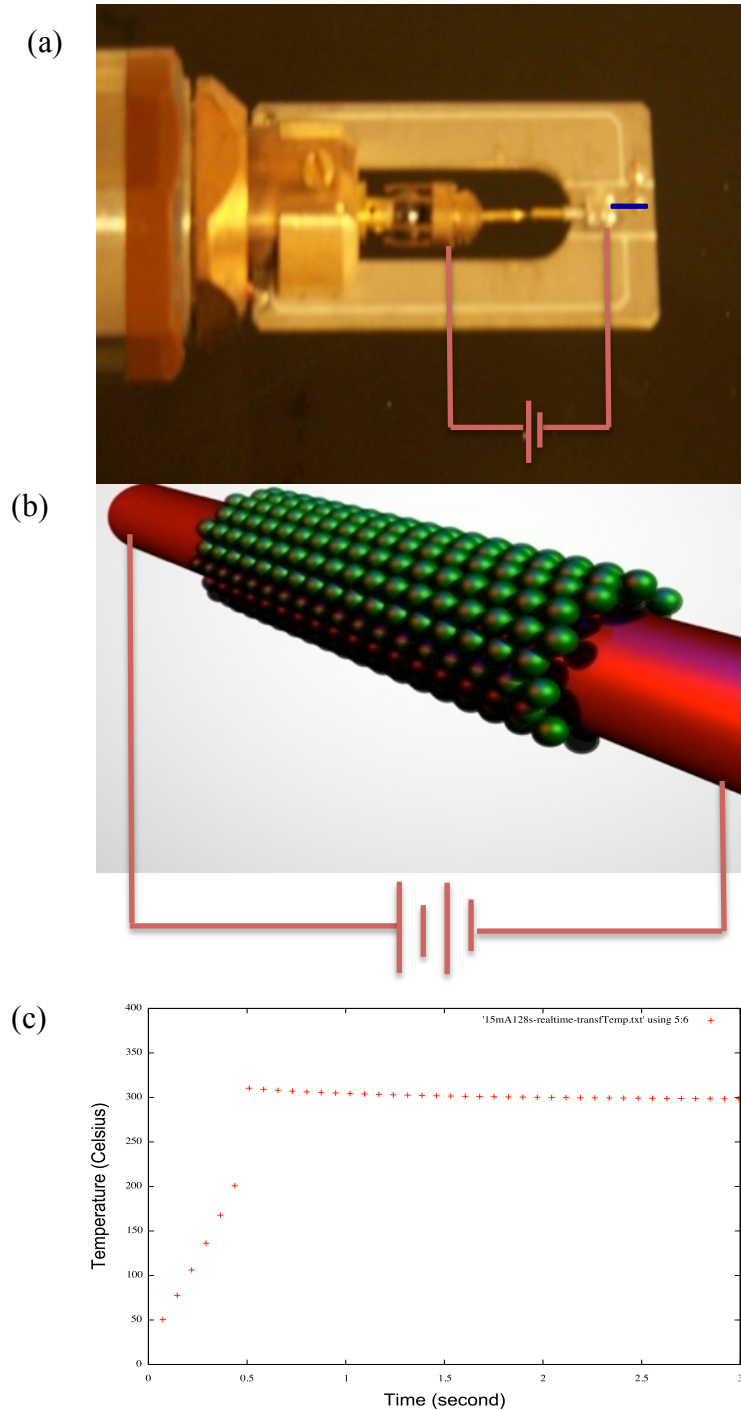 (a)
(b)
(c)
400
350
300
250
200
150
100
50
0
Temperature (Celsius)
'15mA128s-realtime-transfTemp.txt' using 5:6
0
0.5
1
1.5
2
2.5
3
Time (second)